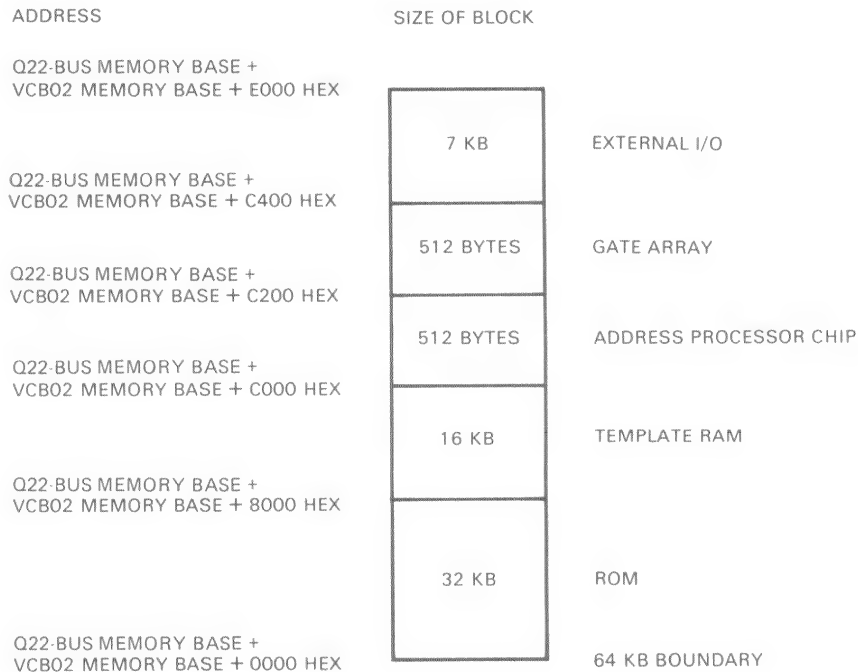 ADDRESS SIZE OF BLOCK
Q22-BUS MEMORY BASE +
VCB02 MEMORY BASE + E000 HEX
7 KB EXTERNAL I/O
Q22-BUS MEMORY BASE +
VCB02 MEMORY BASE + C400 HEX
512 BYTES GATE ARRAY
Q22-BUS MEMORY BASE +
VCB02 MEMORY BASE + C200 HEX
512 BYTES ADDRESS PROCESSOR CHIP
Q22-BUS MEMORY BASE +
VCB02 MEMORY BASE + C000 HEX
16 KB TEMPLATE RAM
Q22-BUS MEMORY BASE +
VCB02 MEMORY BASE + 8000 HEX
32 KB ROM
Q22-BUS MEMORY BASE +
VCB02 MEMORY BASE + 0000 HEX 64 KB BOUNDARY